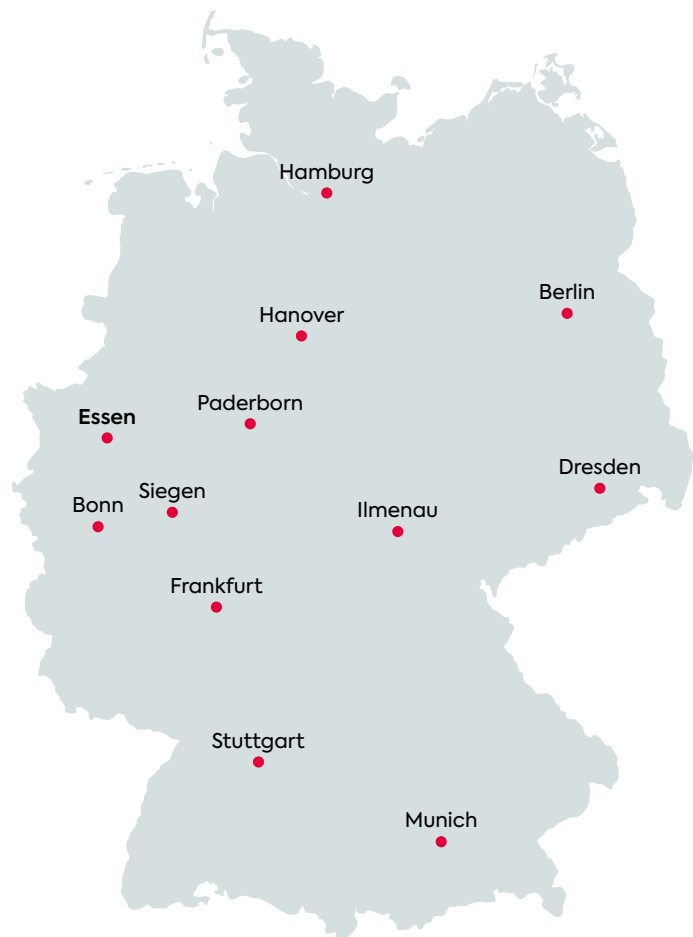 Hamburg
Berlin
Hanover
Paderborn
Essen
Dresden
Siegen
Bonn
Ilmenau
Frankfurt
Stuttgart
Munich